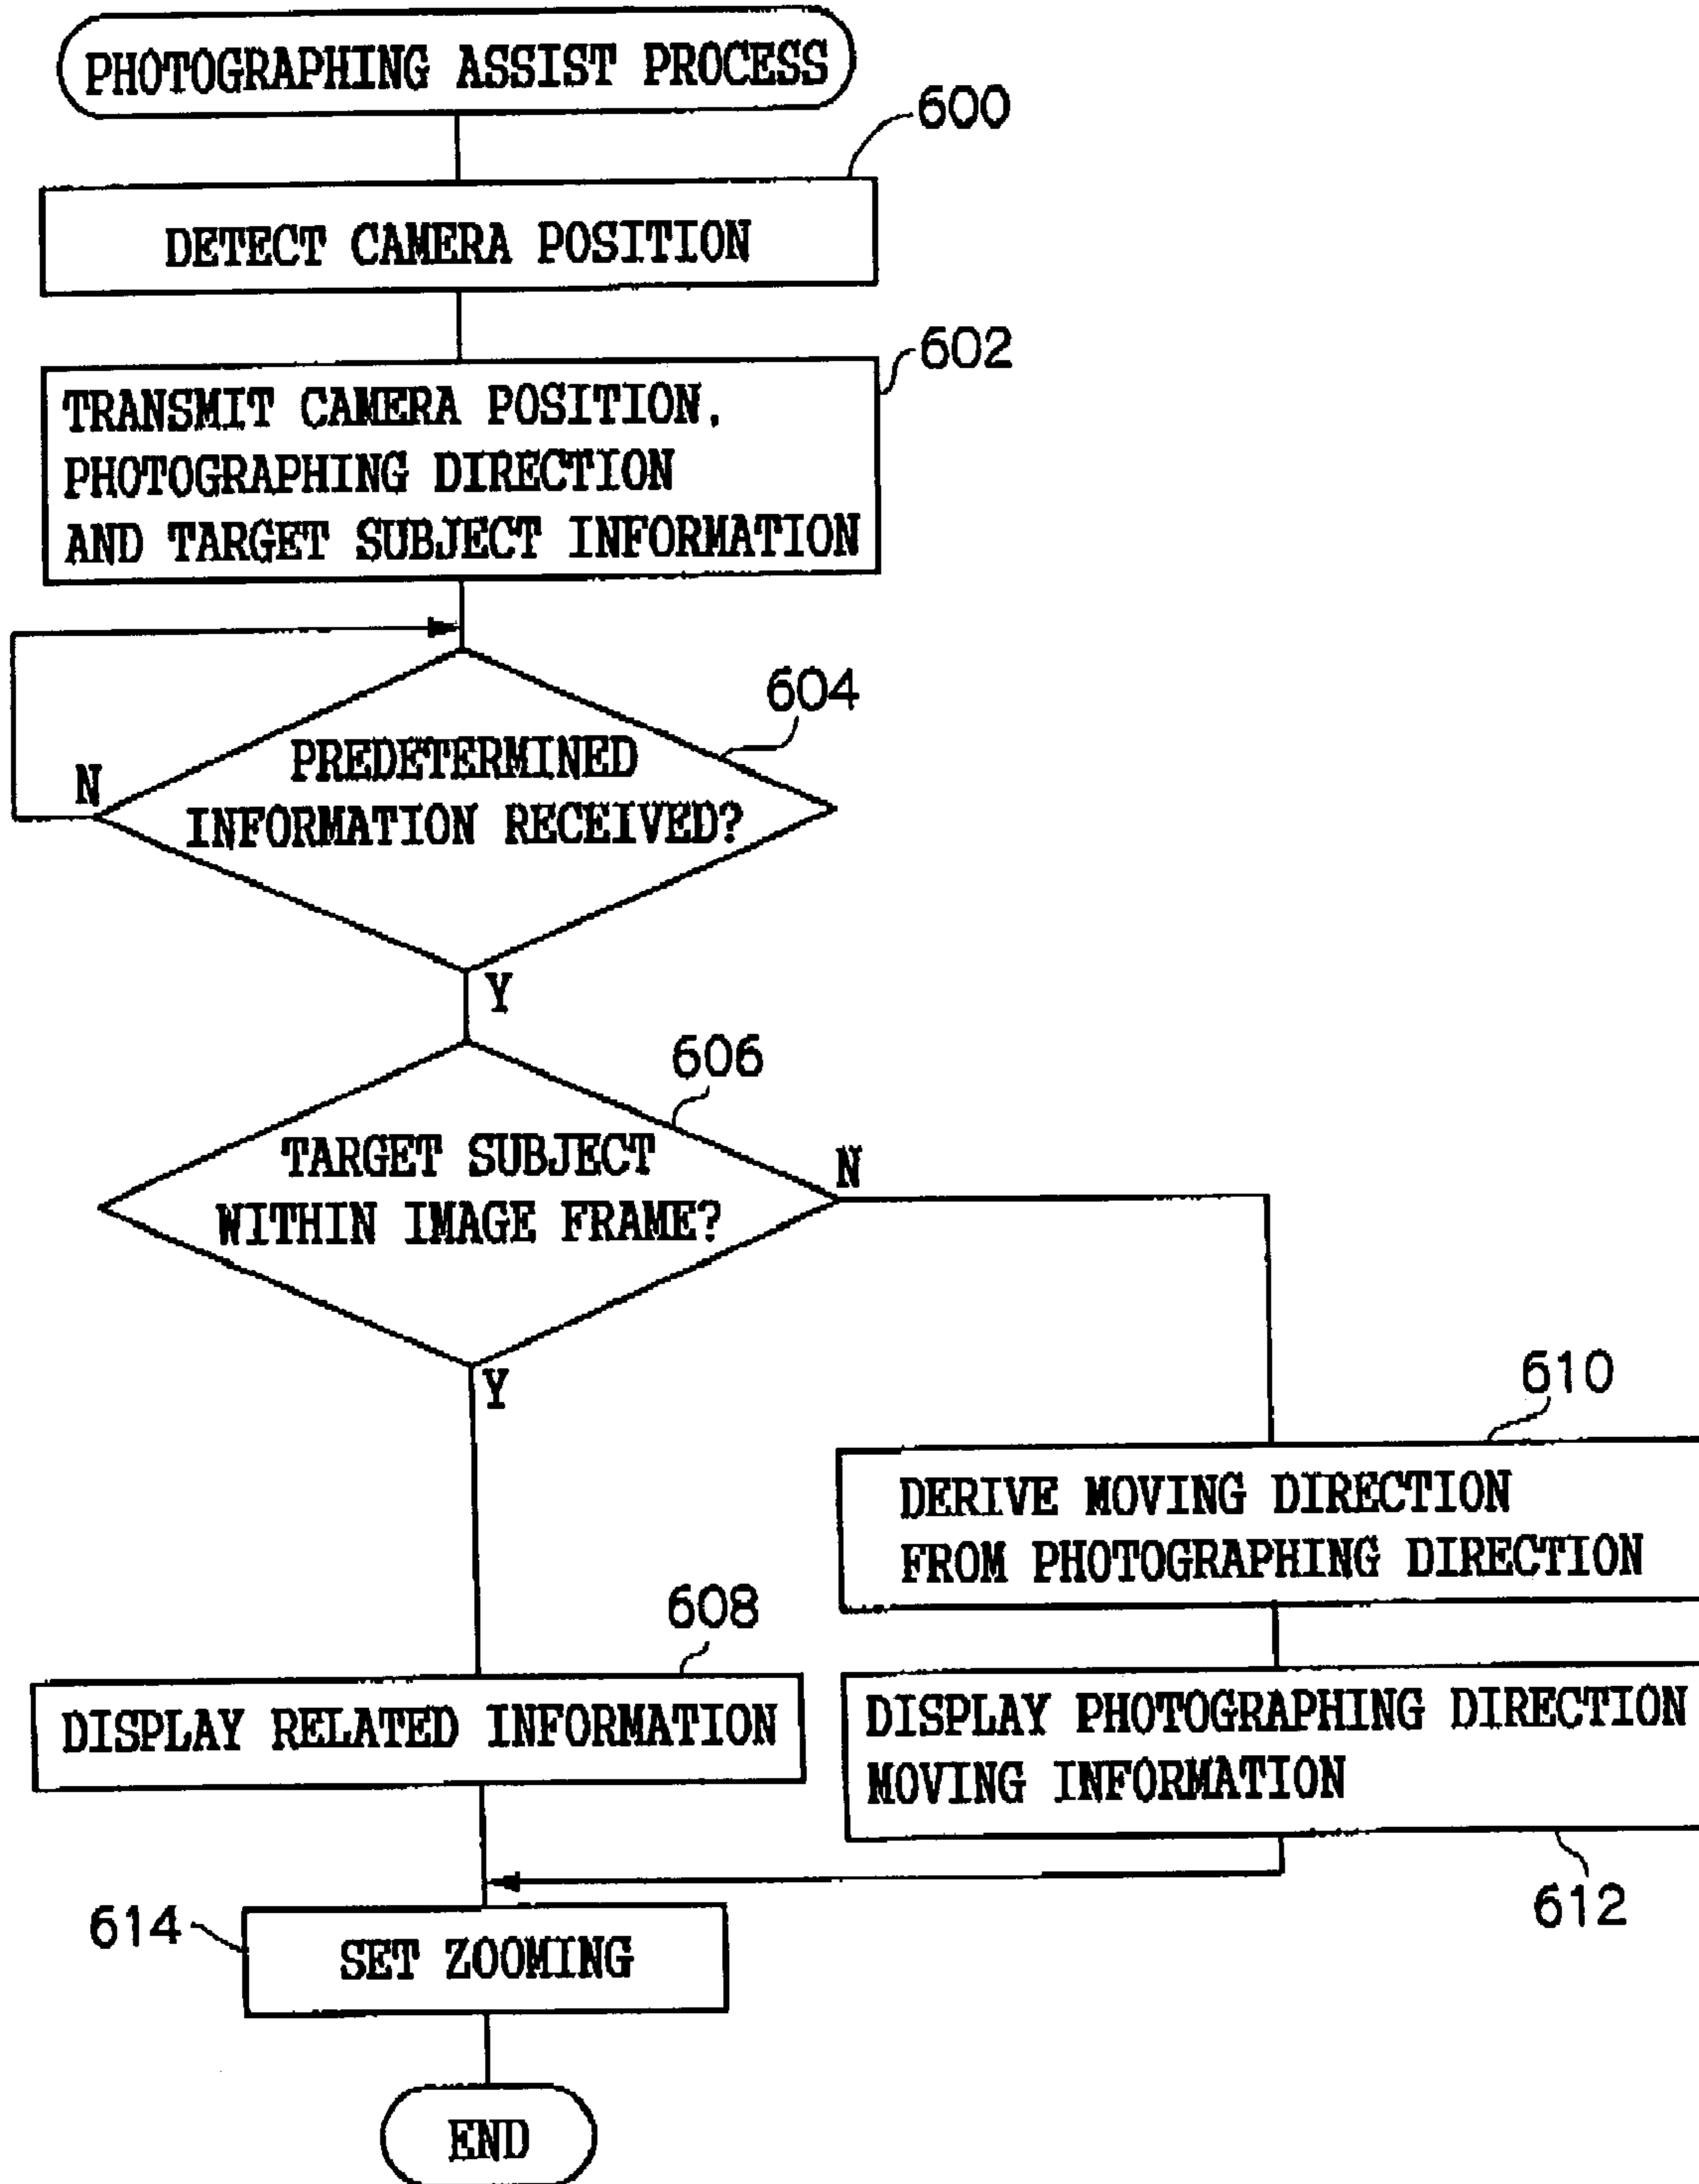 PHOTOGRAPHING ASSIST PROCESS
600
DETECT CAMERA POSITION
602
TRANSMIT CAMERA POSITION,
PHOTOGRAPHING DIRECTION
AND TARGET SUBJECT INFORMATION
604
PREDETERMINED
INFORMATION RECEIVED?
N
Y
606
TARGET SUBJECT
WITHIN IMAGE FRAME?
N
Y
610
DERIVE MOVING DIRECTION
FROM PHOTOGRAPHING DIRECTION
608
DISPLAY RELATED INFORMATION
DISPLAY PHOTOGRAPHING DIRECTION
MOVING INFORMATION
612
614
SET ZOOMING
END